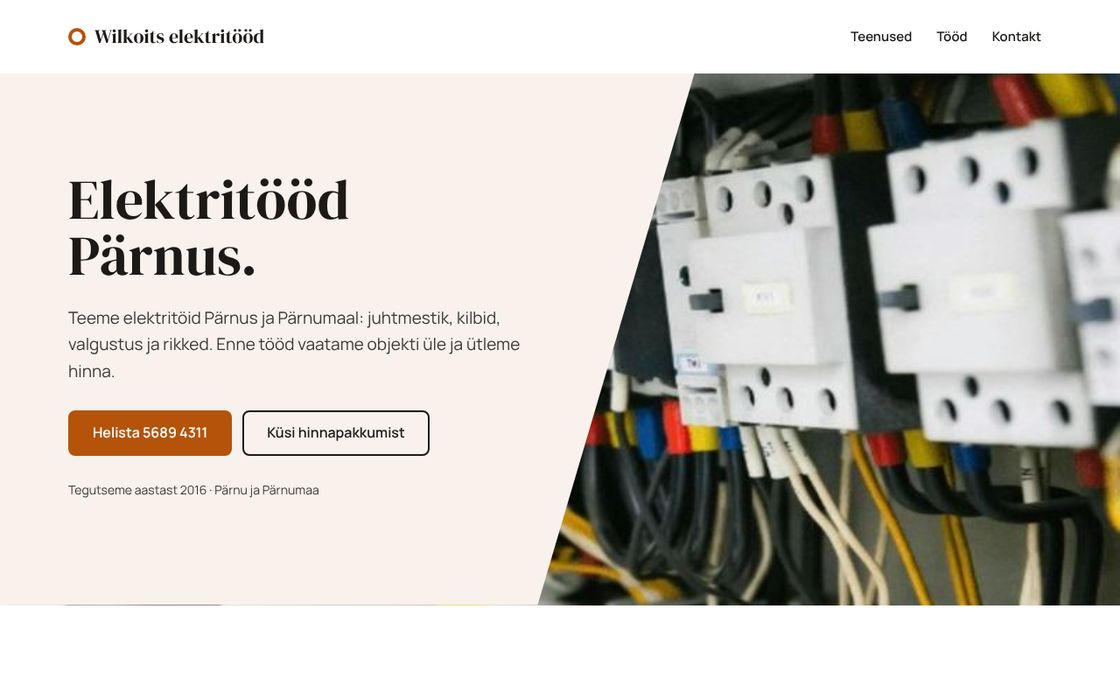 Wilkoits elektritööd
Teenused Tööd Kontakt
Elektritööd
Pärnus.
Teeme elektritöid Pärnus ja Pärnumaal: juhtmestik, kilbid,
valgustus ja rikked. Enne tööd vaatame objekti üle ja ütleme
hinna.
Helista 5689 4311 Küsi hinnapakkumist
Tegutseme aastast 2016 · Pärnu ja Pärnumaa